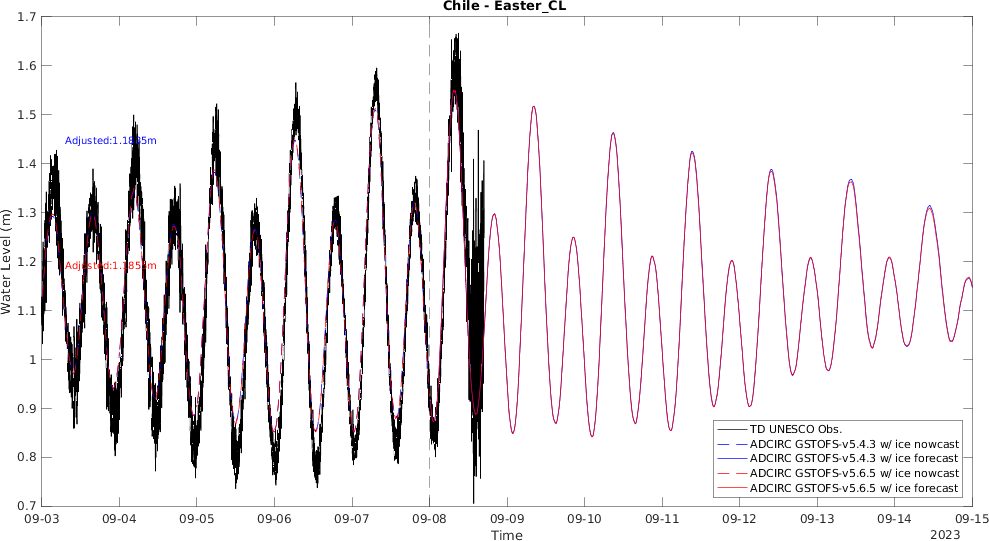 Chile - Easter_CL
1.7
1.6
1.5
1.4
1.3
1.2
1.1
1
0.9
0.8
0.7
Water Level (m)
TD UNESCO Obs.
ADCIRC GSTOFS-v5.4.3 w/ ice nowcast
ADCIRC GSTOFS-v5.4.3 w/ ice forecast
ADCIRC GSTOFS-v5.6.5 w/ ice nowcast
ADCIRC GSTOFS-v5.6.5 w/ ice forecast
09-03 09-04 09-05 09-06 09-07 09-08 09-09 09-10 09-11 09-12 09-13 09-14 09-15
Time
2023